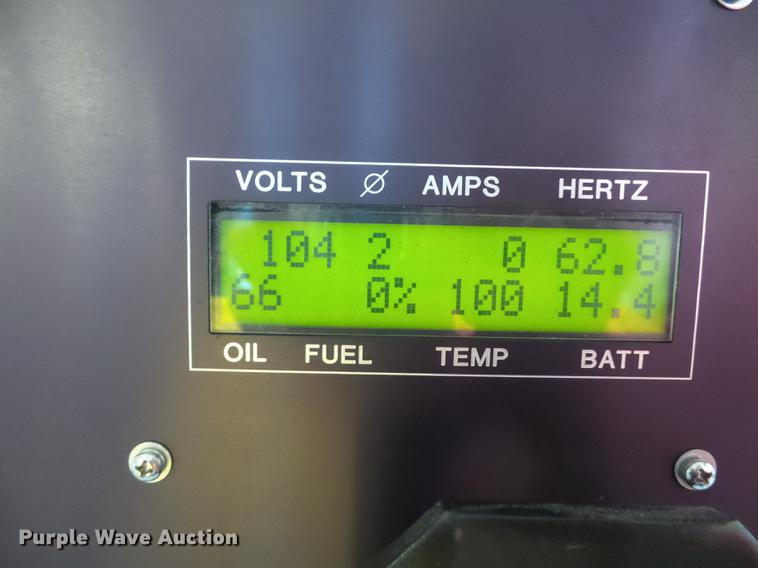 VOLTS Ø AMPS HERTZ
104 2 0 62.8
66 0% 100 14.4
OIL FUEL TEMP BATT
Purple Wave Auction